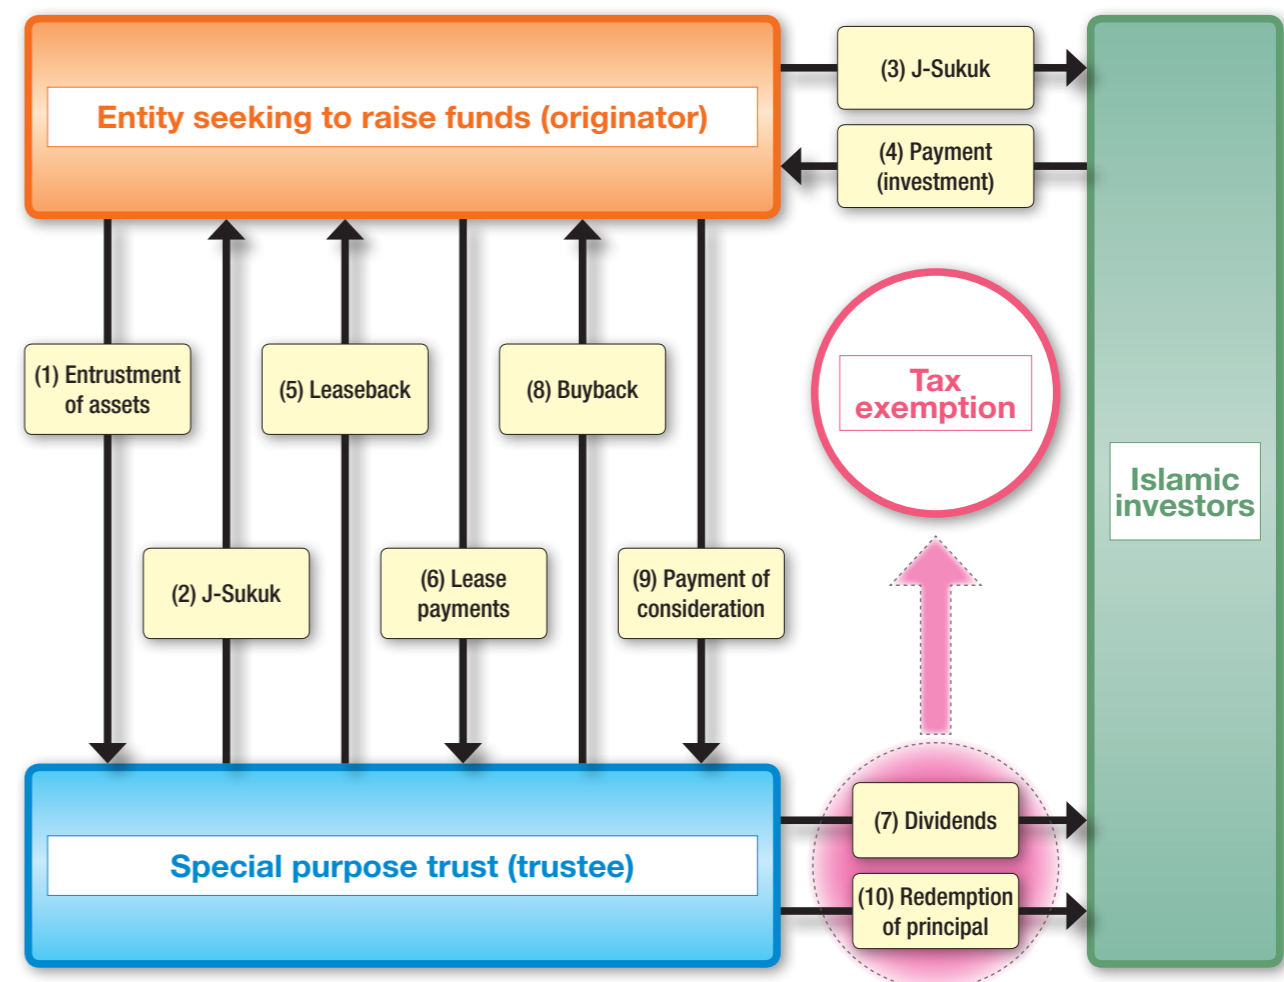 Entity seeking to raise funds (originator)
(3) J-Sukuk
(4) Payment
(investment)
(1) Entrustment
of assets
(5) Leaseback
(8) Buyback
(2) J-Sukuk
(6) Lease
payments
(9) Payment of
consideration
Tax
exemption
Islamic
investors
Special purpose trust (trustee)
(7) Dividends
(10) Redemption
of principal